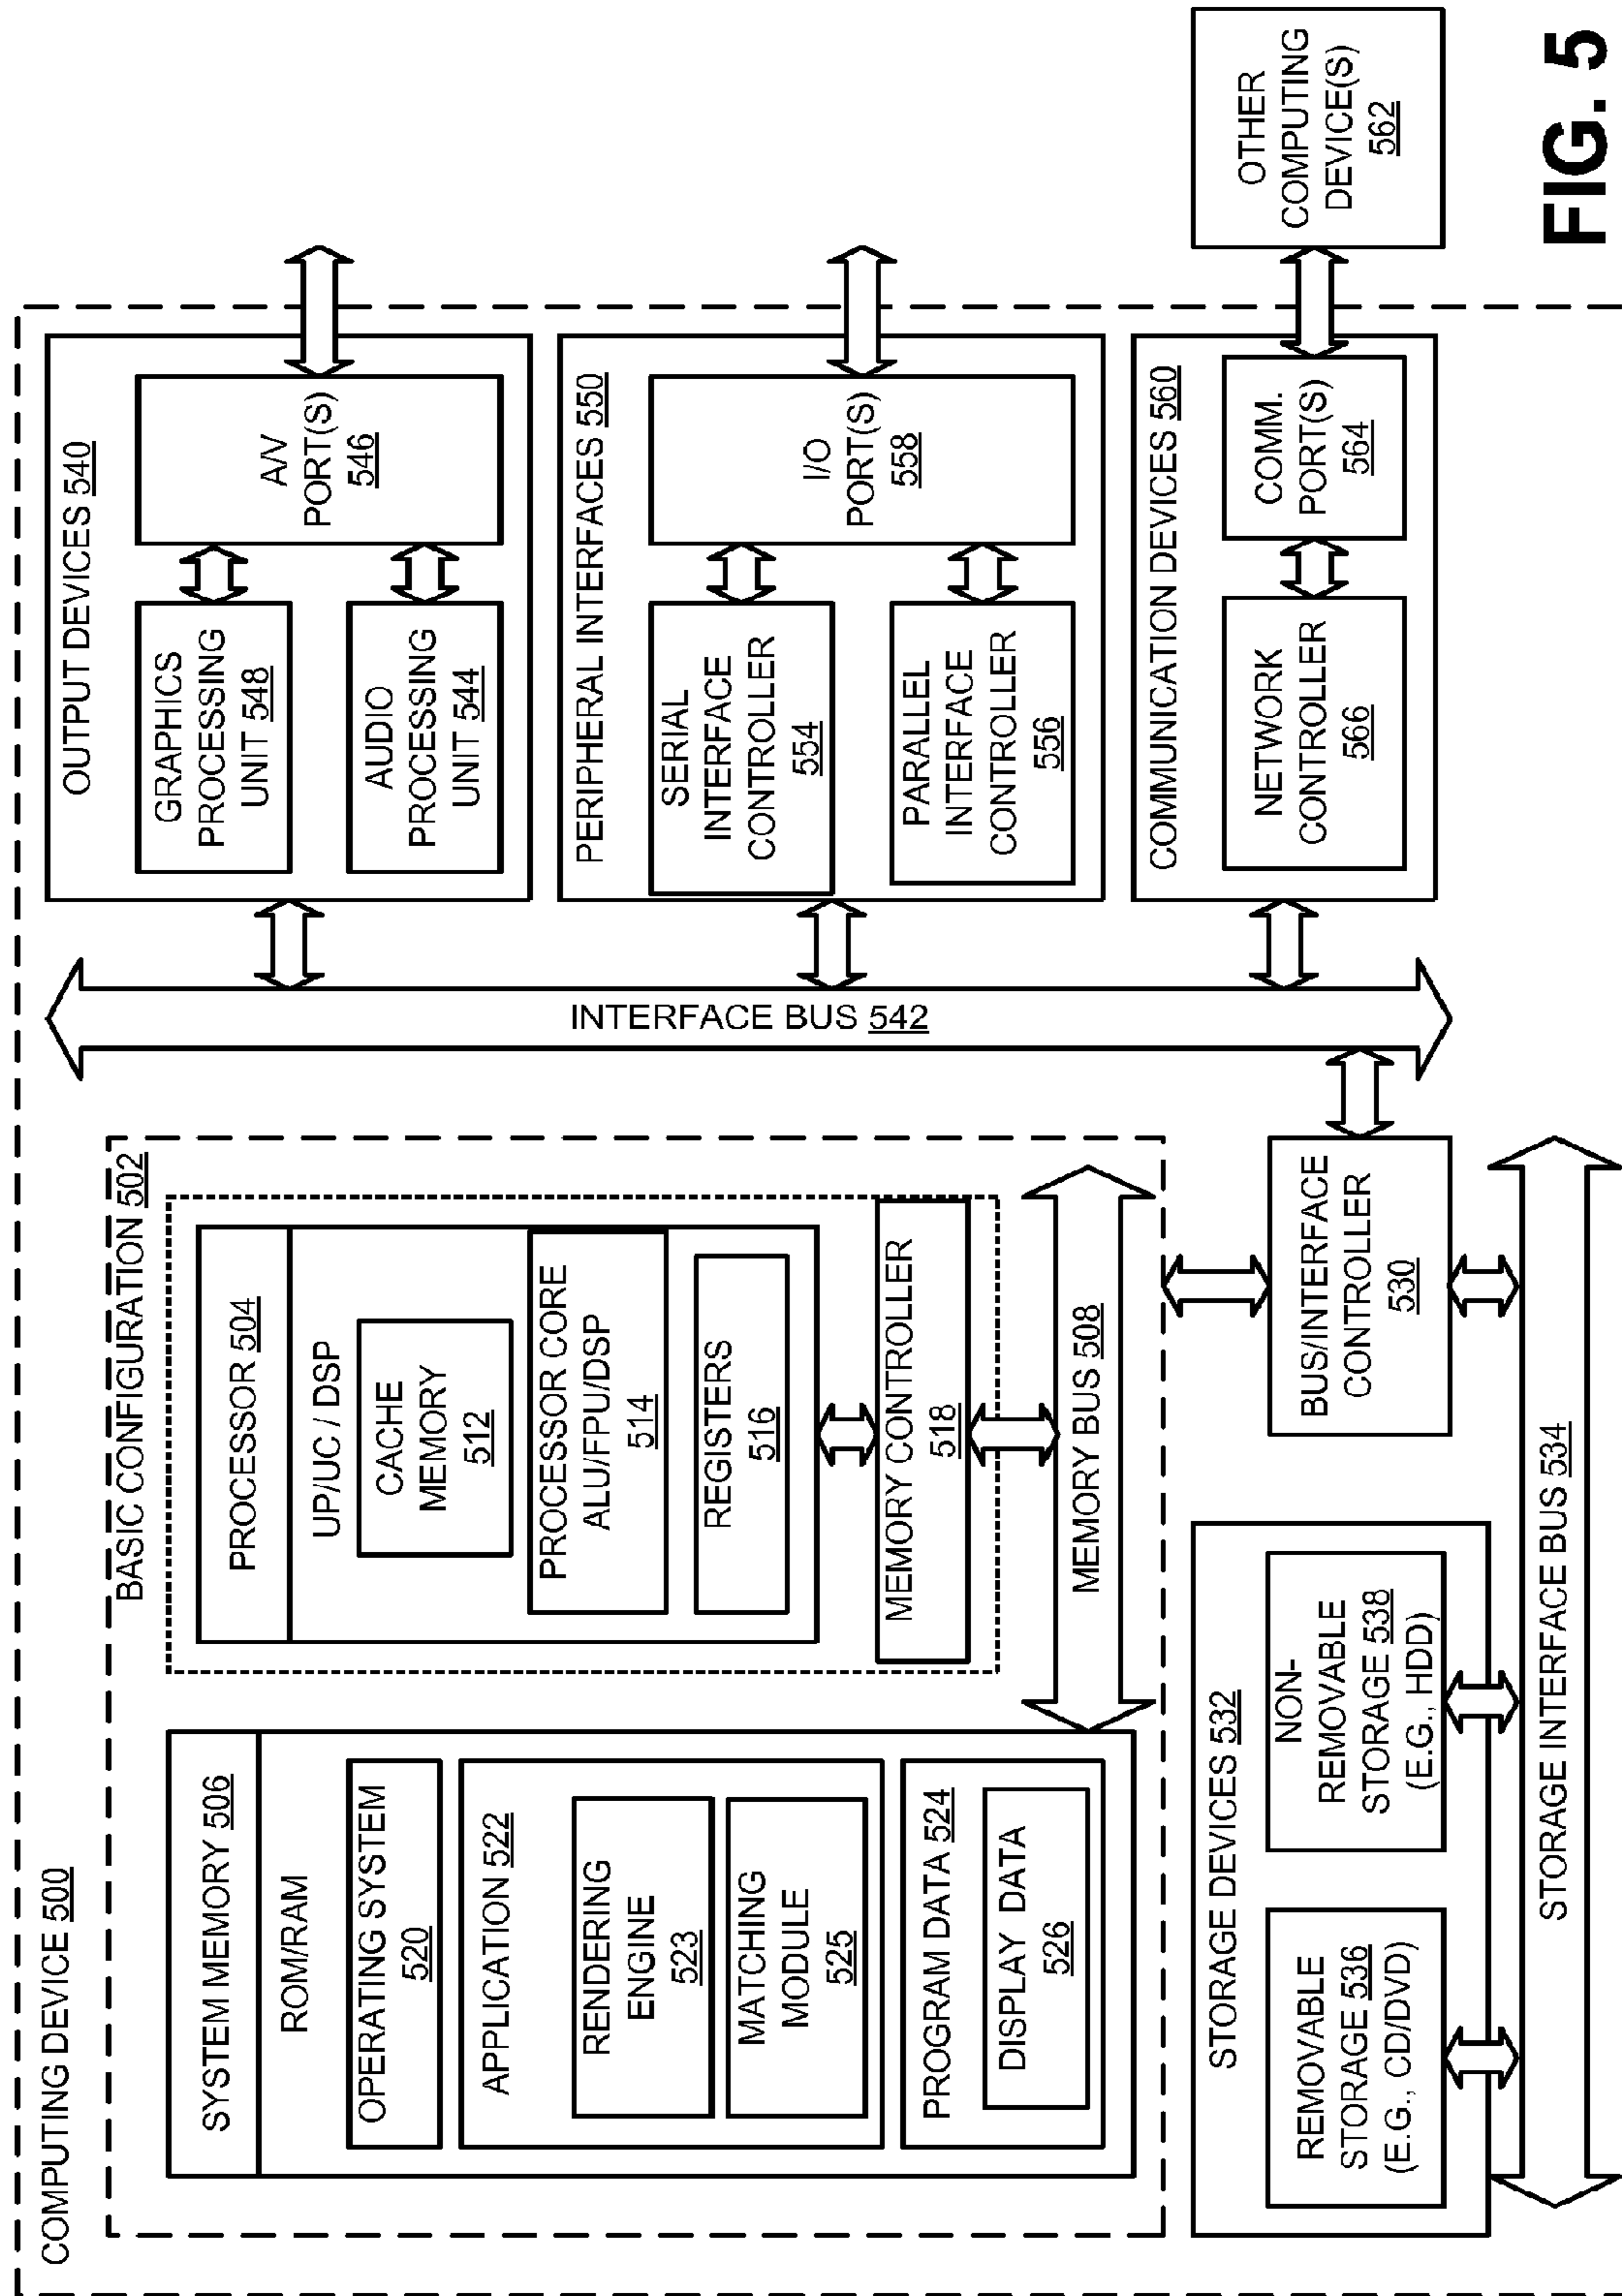 COMPUTING DEVICE 500
BASIC CONFIGURATION 502
SYSTEM MEMORY 506
ROM/RAM
OPERATING SYSTEM
520
APPLICATION 522
RENDERING
ENGINE
523
MATCHING
MODULE
525
PROGRAM DATA 524
DISPLAY DATA
526
PROCESSOR 504
UP/UC / DSP
CACHE
MEMORY
512
PROCESSOR CORE
ALU/FPU/DSP
514
REGISTERS
516
MEMORY CONTROLLER
518
MEMORY BUS 508
BUS/INTERFACE
CONTROLLER
530
STORAGE DEVICES 532
REMOVABLE
STORAGE 536
(E.G., CD/DVD)
NON-
REMOVABLE
STORAGE 538
(E.G., HDD)
STORAGE INTERFACE BUS 534
INTERFACE BUS 542
OUTPUT DEVICES 540
GRAPHICS
PROCESSING
UNIT 548
AUDIO
PROCESSING
UNIT 544
A/V
PORT(S)
546
PERIPHERAL INTERFACES 550
SERIAL
INTERFACE
CONTROLLER
554
PARALLEL
INTERFACE
CONTROLLER
556
I/O
PORT(S)
558
COMMUNICATION DEVICES 560
NETWORK
CONTROLLER
566
COMM.
PORT(S)
564
OTHER
COMPUTING
DEVICE(S)
562
FIG. 5